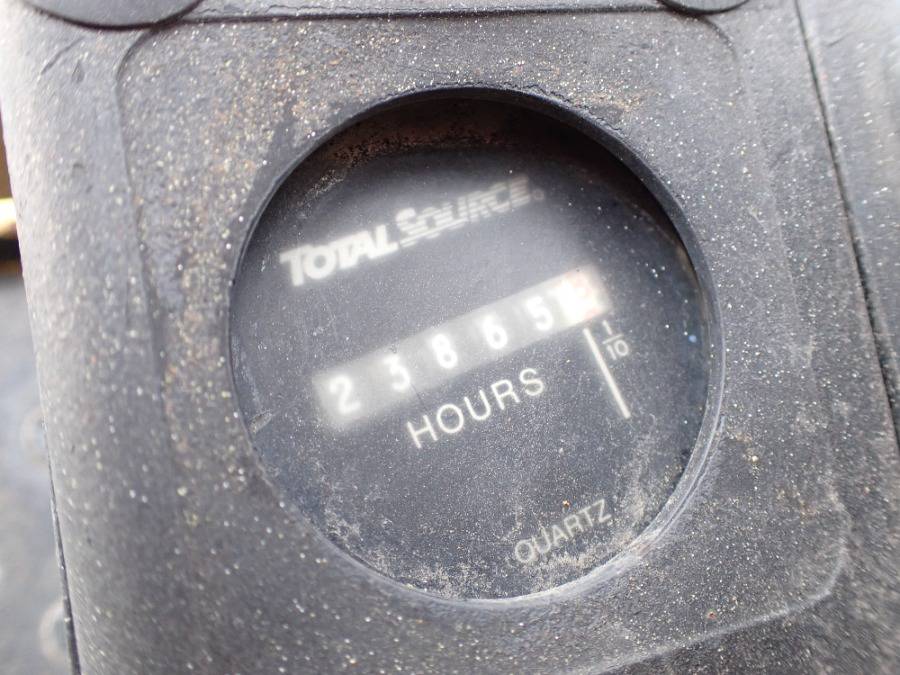 TOTALSOURCE®
23865
HOURS
1/10
QUARTZ